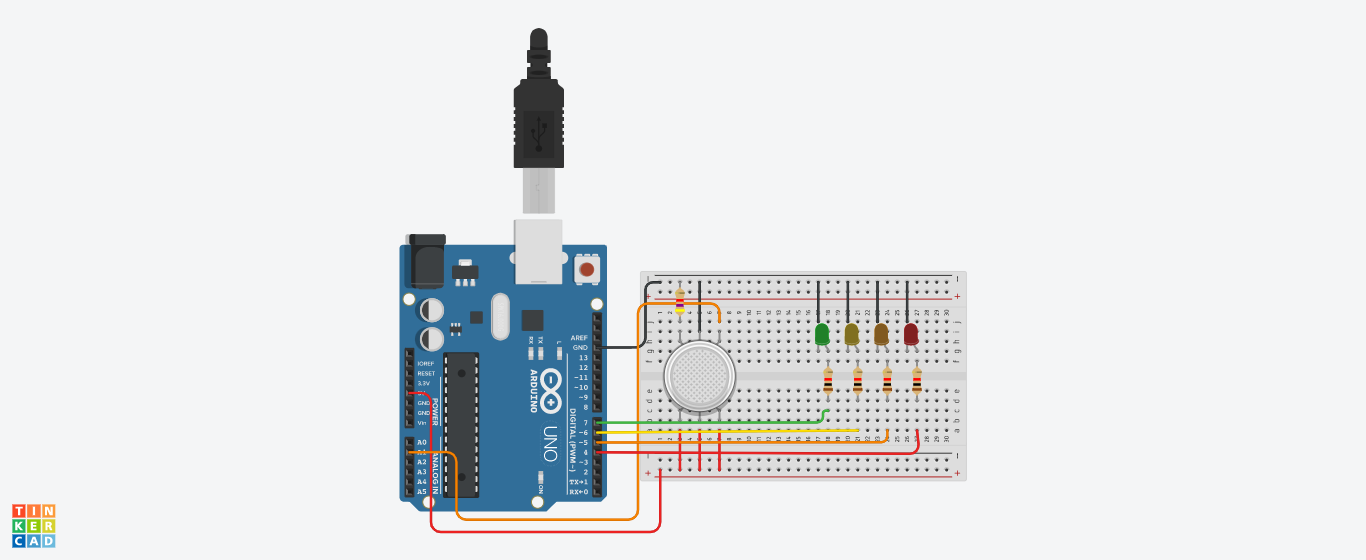 AREF
GND
13
12
~11
~10
~9
8
7
~6
~5
4
~3
2
TX→1
RX←0
DIGITAL (PWM~)
IOREF
RESET
3.3V
5V
GND
GND
Vin
POWER
A0
A1
A2
A3
A4
A5
ANALOG IN
RX
TX
L
ARDUINO
UNO
ON
TIN
KER
CAD